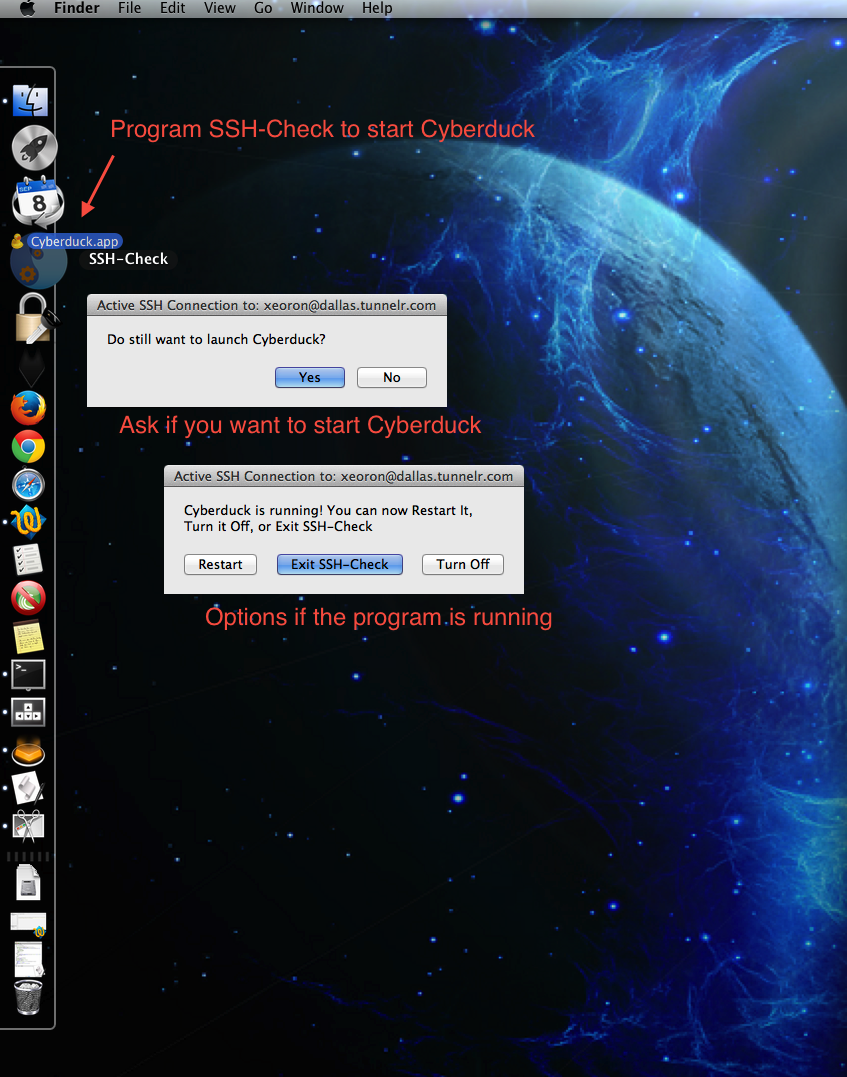 Finder File Edit View Go Window Help
Program SSH-Check to start Cyberduck
SEP
8
Cyberduck.app
SSH-Check
Active SSH Connection to: xeoron@dallas.tunnelr.com
Do still want to launch Cyberduck?
Yes No
Ask if you want to start Cyberduck
Active SSH Connection to: xeoron@dallas.tunnelr.com
Cyberduck is running! You can now Restart It,
Turn it Off, or Exit SSH-Check
Restart Exit SSH-Check Turn Off
Options if the program is running